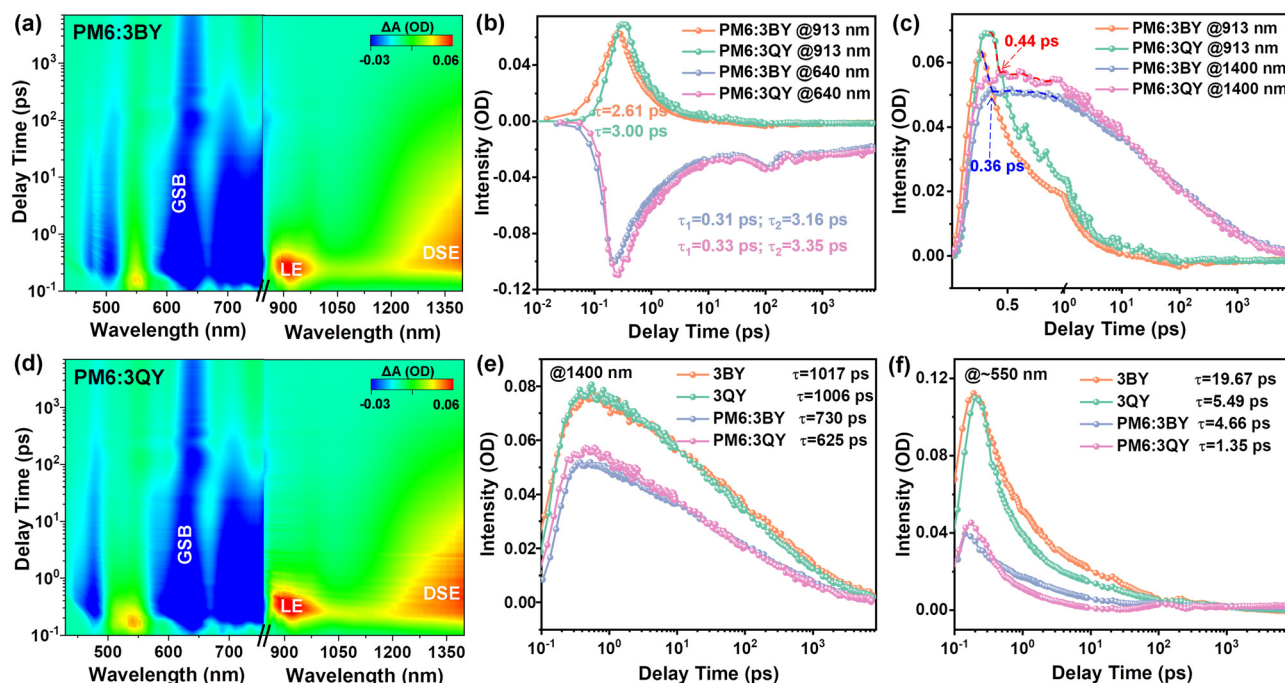 (a)
PM6:3BY
ΔA (OD)
-0.03 0.06
GSB
LE
DSE
10³
10²
10¹
10⁰
10⁻¹
Delay Time (ps)
500 600 700 900 1050 1200 1350
Wavelength (nm) Wavelength (nm)
(b)
PM6:3BY @913 nm
PM6:3QY @913 nm
PM6:3BY @640 nm
PM6:3QY @640 nm
τ=2.61 ps
τ=3.00 ps
τ₁=0.31 ps; τ₂=3.16 ps
τ₁=0.33 ps; τ₂=3.35 ps
0.06
0.00
-0.06
-0.12
Intensity (OD)
10⁻² 10⁻¹ 10⁰ 10¹ 10² 10³
Delay Time (ps)
(c)
PM6:3BY @913 nm
PM6:3QY @913 nm
PM6:3BY @1400 nm
PM6:3QY @1400 nm
0.44 ps
0.36 ps
0.06
0.04
0.02
0.00
Intensity (OD)
0.5 10⁰ 10¹ 10² 10³
Delay Time (ps)
(d)
PM6:3QY
ΔA (OD)
-0.03 0.06
GSB
LE
DSE
10³
10²
10¹
10⁰
10⁻¹
Delay Time (ps)
500 600 700 900 1050 1200 1350
Wavelength (nm) Wavelength (nm)
(e)
@1400 nm
3BY τ=1017 ps
3QY τ=1006 ps
PM6:3BY τ=730 ps
PM6:3QY τ=625 ps
0.08
0.06
0.04
0.02
0.00
Intensity (OD)
10⁻¹ 10⁰ 10¹ 10² 10³
Delay Time (ps)
(f)
@~550 nm
3BY τ=19.67 ps
3QY τ=5.49 ps
PM6:3BY τ=4.66 ps
PM6:3QY τ=1.35 ps
0.12
0.08
0.04
0.00
Intensity (OD)
10⁻¹ 10⁰ 10¹ 10² 10³
Delay Time (ps)